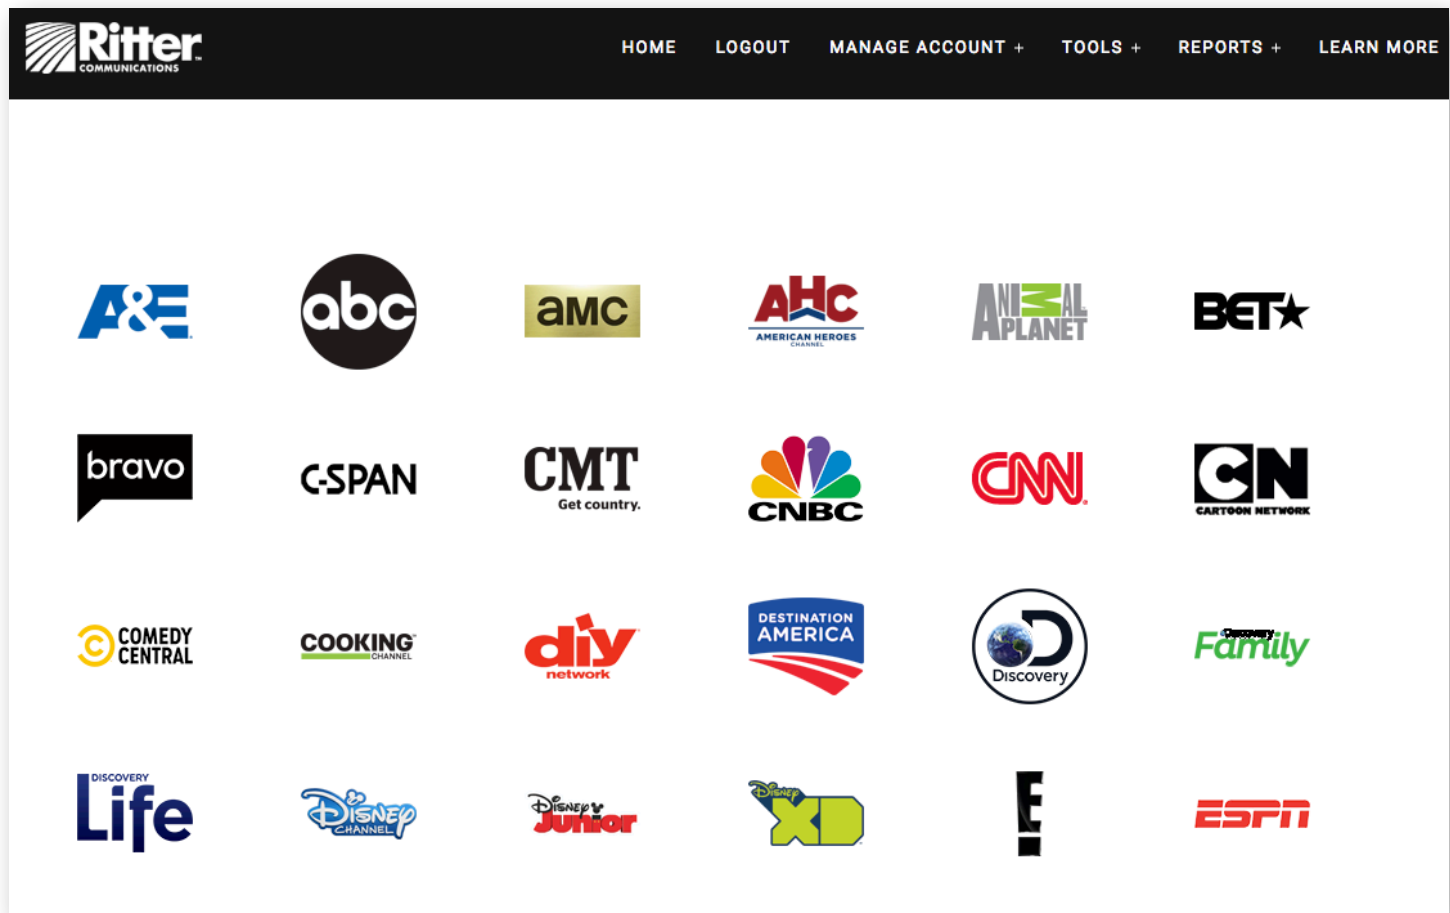 Ritter
COMMUNICATIONS
HOME LOGOUT MANAGE ACCOUNT + TOOLS + REPORTS + LEARN MORE
A&E
abc
aMC
AHC
AMERICAN HEROES
CHANNEL
ANIMAL
PLANET
BET
bravo
C-SPAN
CMT
Get country.
CNBC
CNN
CN
CARTOON NETWORK
COMEDY
CENTRAL
COOKING
CHANNEL
diy
network
DESTINATION
AMERICA
D
DISCOVERY
Discovery
Family
DISCOVERY
Life
DISNEY
CHANNEL
DISNEY
Junior
DISNEY
XD
E!
ESPN